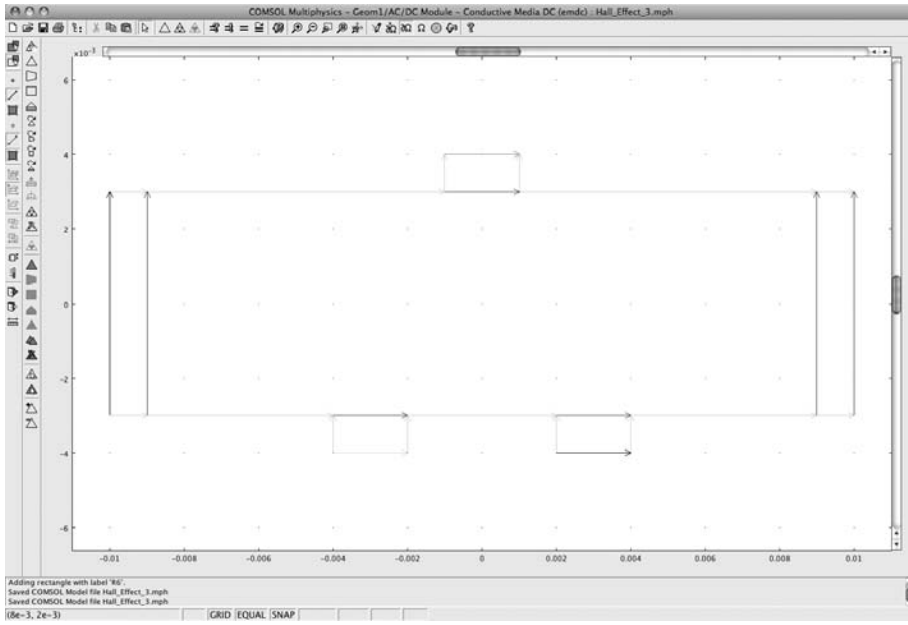 COMSOL Multiphysics - Geom1/AC/DC Module - Conductive Media DC (emdc) : Hall_Effect_3.mph
×10⁻³
6
4
2
0
-2
-4
-6
-0.01 -0.008 -0.006 -0.004 -0.002 0 0.002 0.004 0.006 0.008 0.01
Adding rectangle with label 'R6'.
Saved COMSOL Model file Hall_Effect_3.mph
Saved COMSOL Model file Hall_Effect_3.mph
(8e-3, 2e-3) GRID EQUAL SNAP